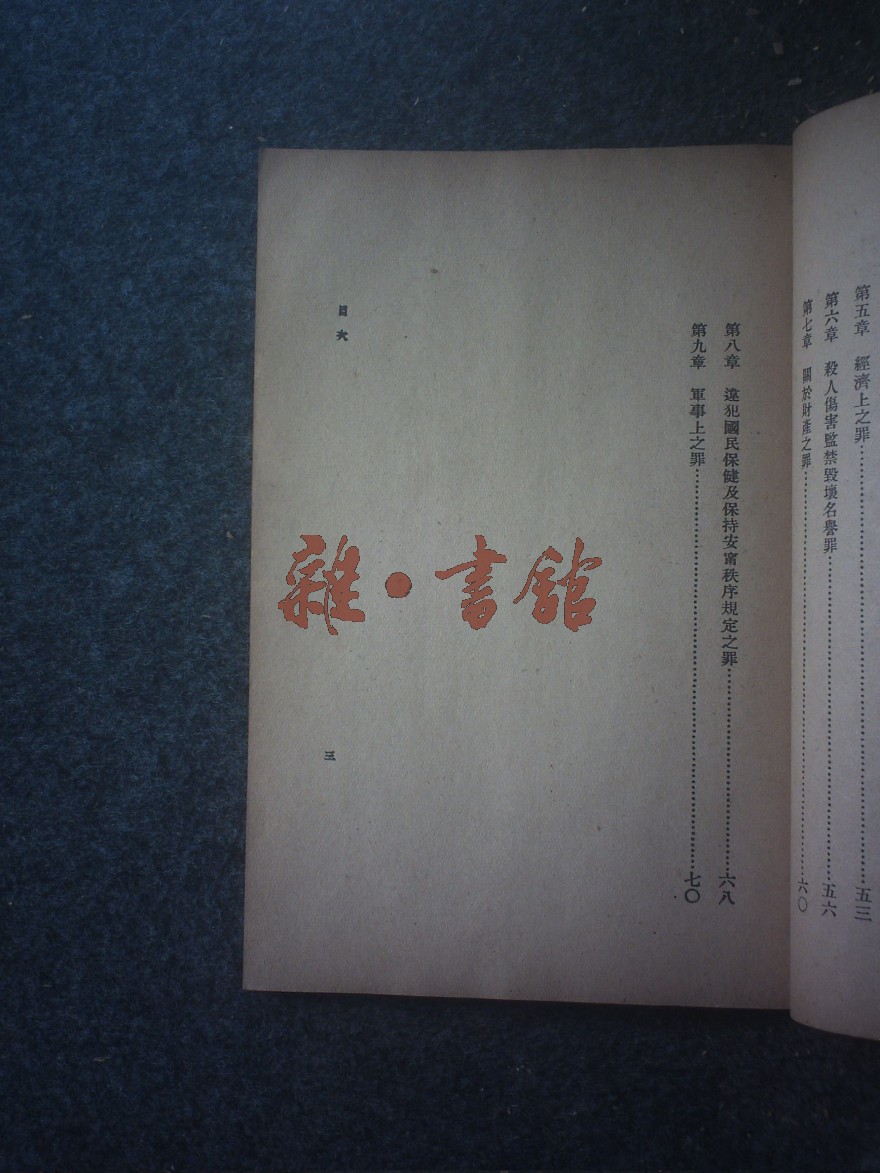 第五章　經濟上之罪……五三
第六章　殺人傷害監禁毀壞名譽罪……五六
第七章　關於財產之罪……六〇
第八章　違犯國民保健及保持安甯秩序規定之罪……六八
第九章　軍事上之罪……七〇
目次
三
雜·書館